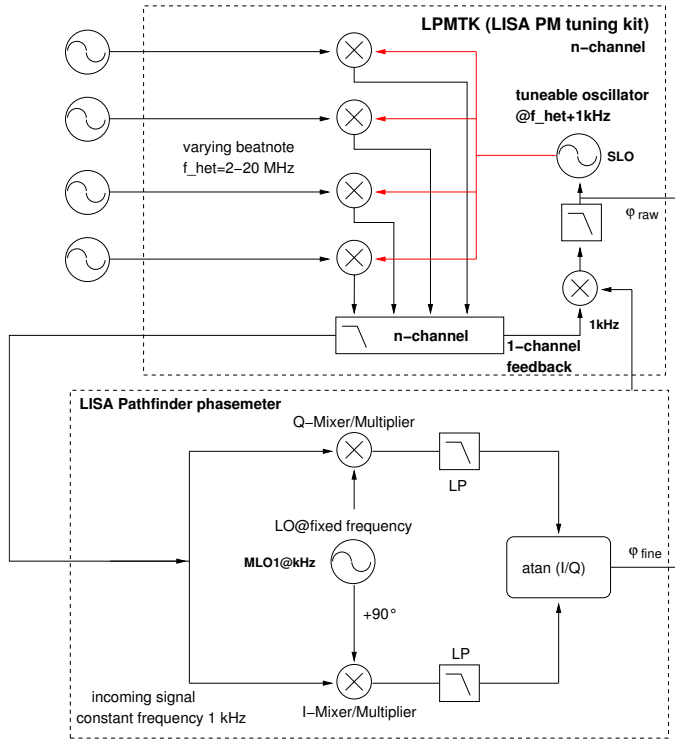 LPMTK (LISA PM tuning kit)
n−channel
tuneable oscillator
@f_het+1kHz
varying beatnote
f_het=2−20 MHz
SLO
φ raw
n−channel
1kHz
1−channel
feedback
LISA Pathfinder phasemeter
Q−Mixer/Multiplier
LP
LO@fixed frequency
MLO1@kHz
atan (I/Q)
φ fine
+90°
LP
incoming signal
constant frequency 1 kHz
I−Mixer/Multiplier